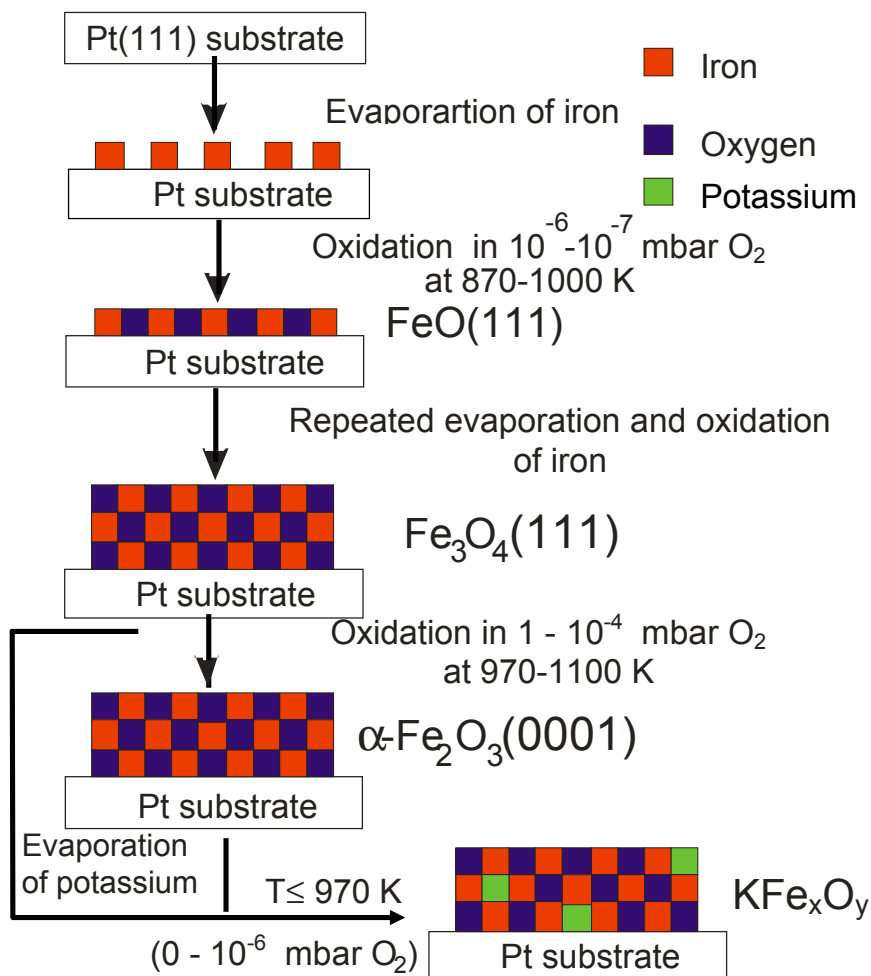 Pt(111) substrate
Iron
Evaporartion of iron
Oxygen
Pt substrate
Potassium
Oxidation in 10⁻⁶-10⁻⁷ mbar O₂
at 870-1000 K
FeO(111)
Pt substrate
Repeated evaporation and oxidation
of iron
Fe₃O₄(111)
Pt substrate
Oxidation in 1 - 10⁻⁴ mbar O₂
at 970-1100 K
α-Fe₂O₃(0001)
Pt substrate
Evaporation
of potassium
T≤ 970 K
KFeₓOᵧ
(0 - 10⁻⁶ mbar O₂)
Pt substrate